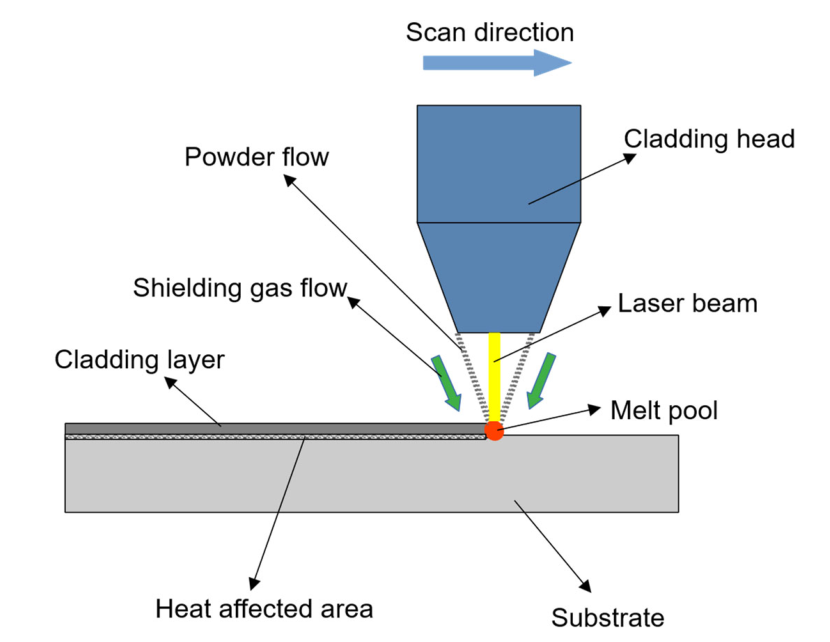 Scan direction
Cladding head
Powder flow
Shielding gas flow
Laser beam
Cladding layer
Melt pool
Heat affected area
Substrate